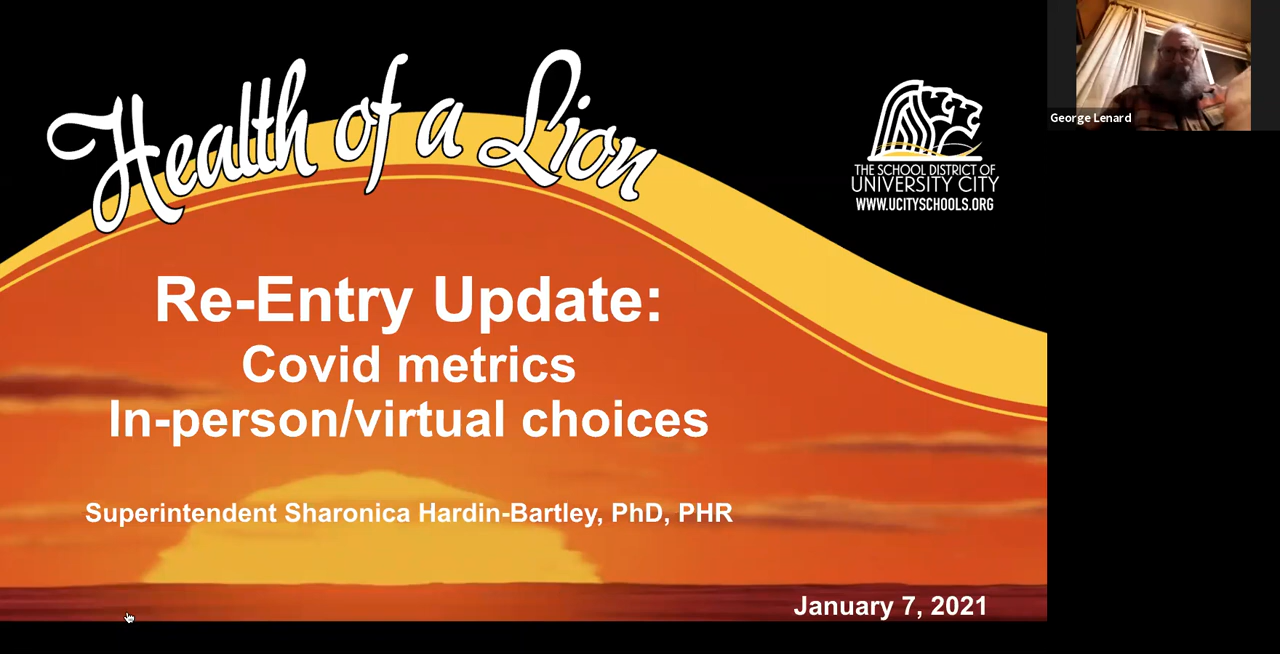 Health of a Lion
THE SCHOOL DISTRICT OF
UNIVERSITY CITY
WWW.UCITYSCHOOLS.ORG
George Lenard
Re-Entry Update:
Covid metrics
In-person/virtual choices
Superintendent Sharonica Hardin-Bartley, PhD, PHR
January 7, 2021